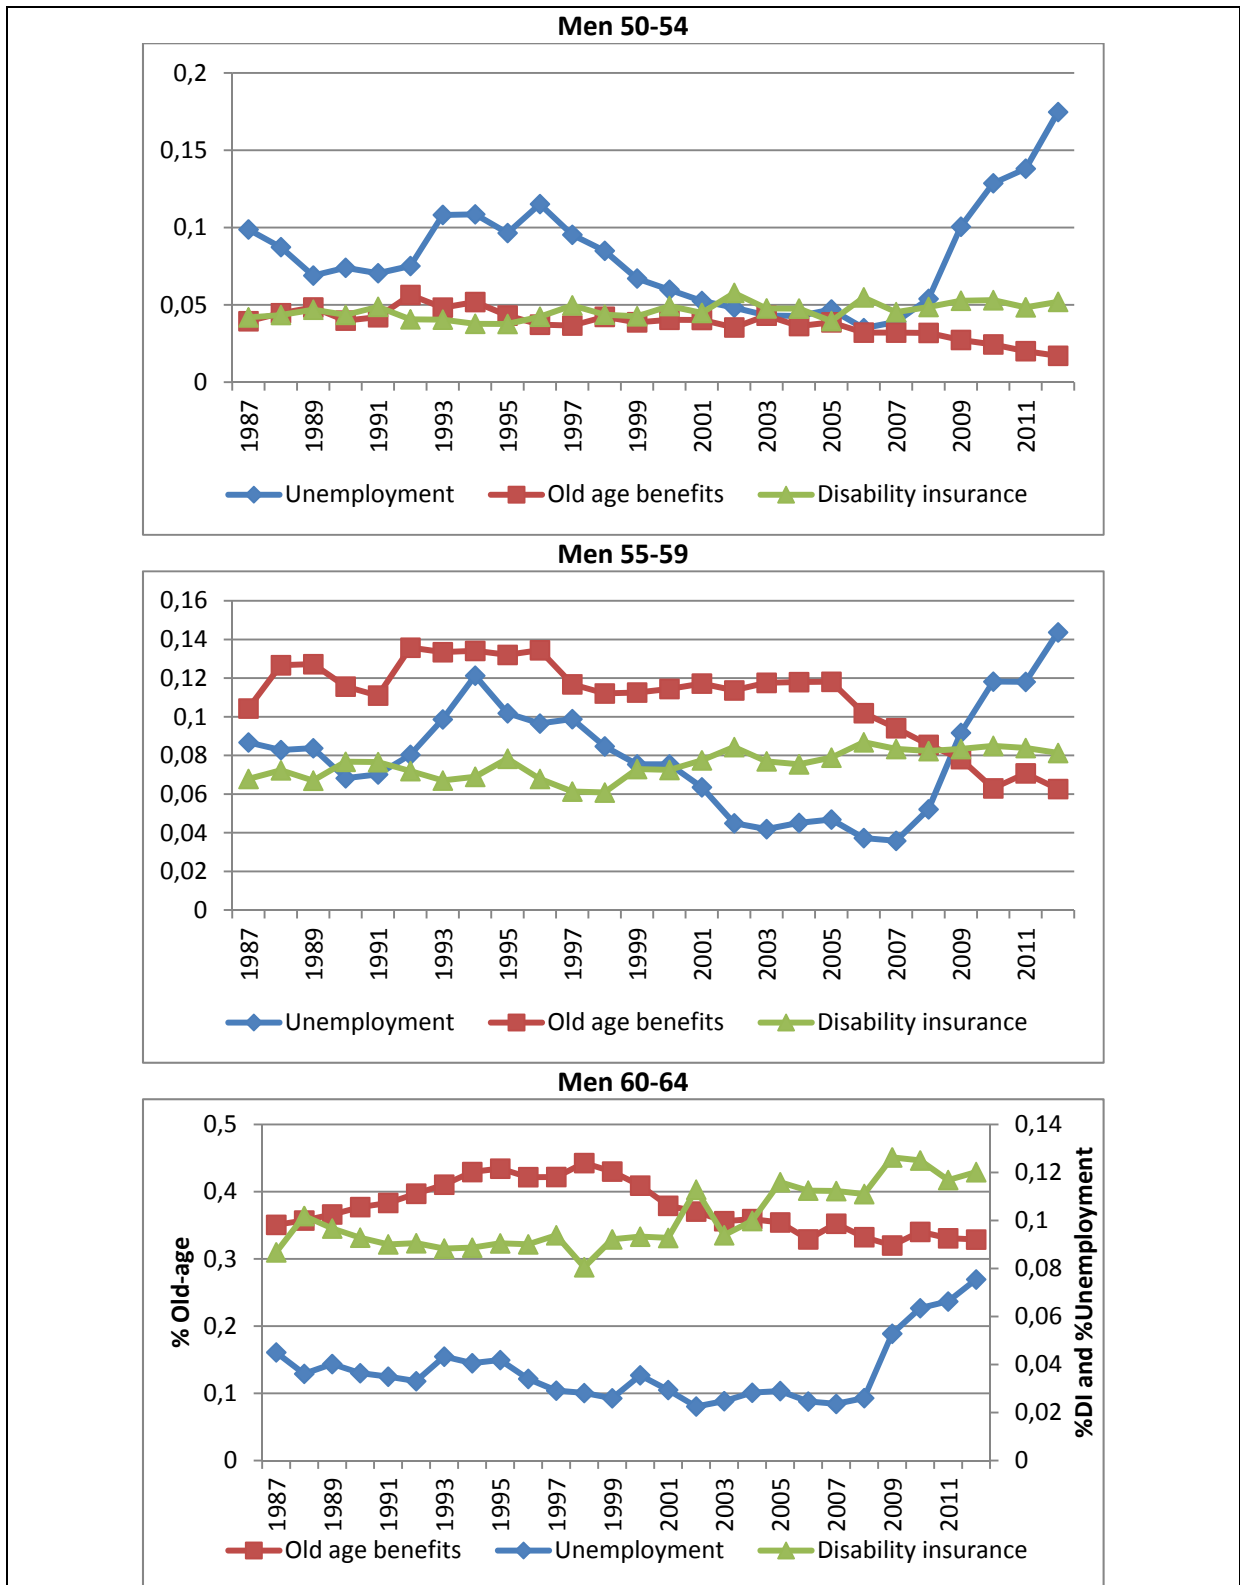 Men 50-54
0,2
0,15
0,1
0,05
0
1987 1989 1991 1993 1995 1997 1999 2001 2003 2005 2007 2009 2011
Unemployment Old age benefits Disability insurance
Men 55-59
0,16
0,14
0,12
0,1
0,08
0,06
0,04
0,02
0
1987 1989 1991 1993 1995 1997 1999 2001 2003 2005 2007 2009 2011
Unemployment Old age benefits Disability insurance
Men 60-64
% Old-age
0,5
0,4
0,3
0,2
0,1
0
0,14
0,12
0,1
0,08
0,06
0,04
0,02
0
%DI and %Unemployment
1987 1989 1991 1993 1995 1997 1999 2001 2003 2005 2007 2009 2011
Old age benefits Unemployment Disability insurance